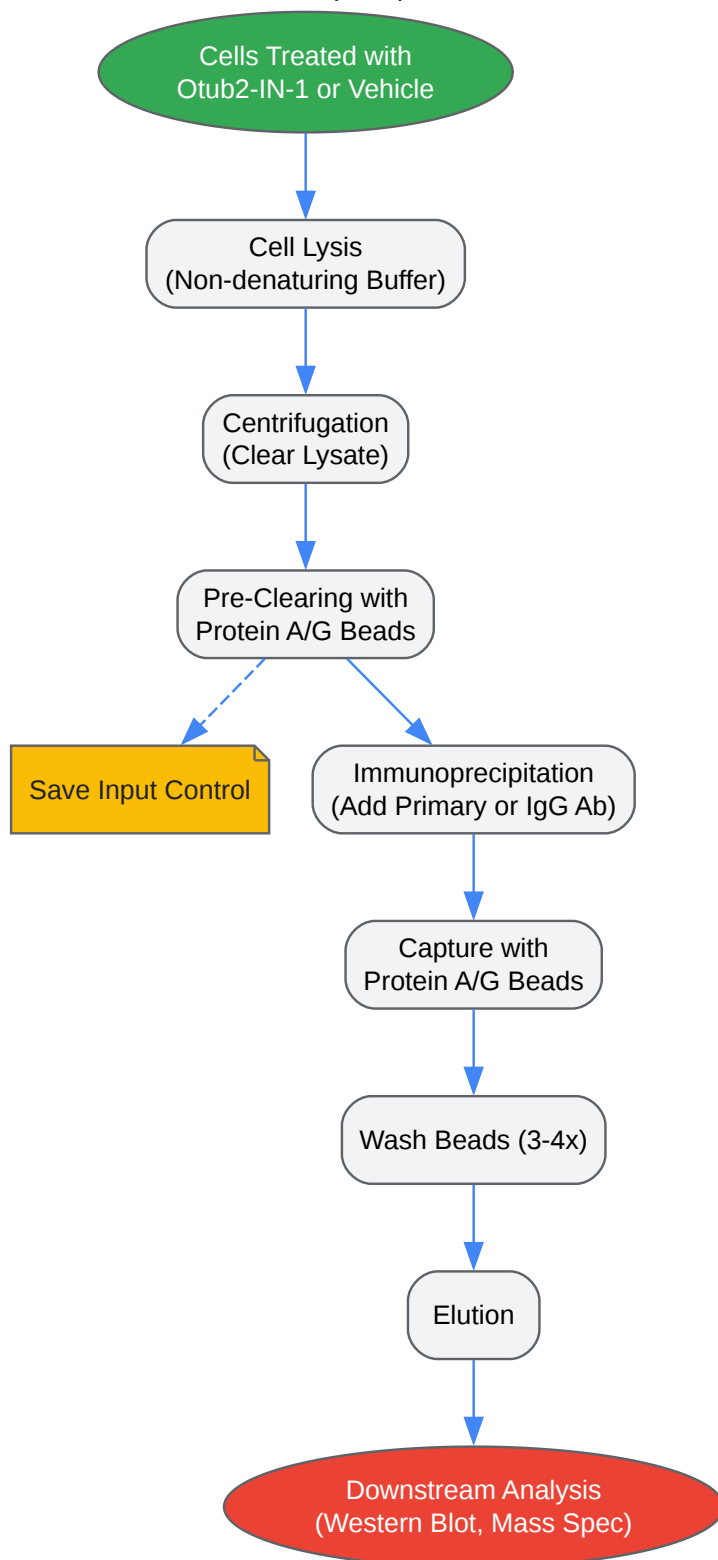 Cells Treated with
Otub2-IN-1 or Vehicle
Cell Lysis
(Non-denaturing Buffer)
Centrifugation
(Clear Lysate)
Pre-Clearing with
Protein A/G Beads
Save Input Control
Immunoprecipitation
(Add Primary or IgG Ab)
Capture with
Protein A/G Beads
Wash Beads (3-4x)
Elution
Downstream Analysis
(Western Blot, Mass Spec)